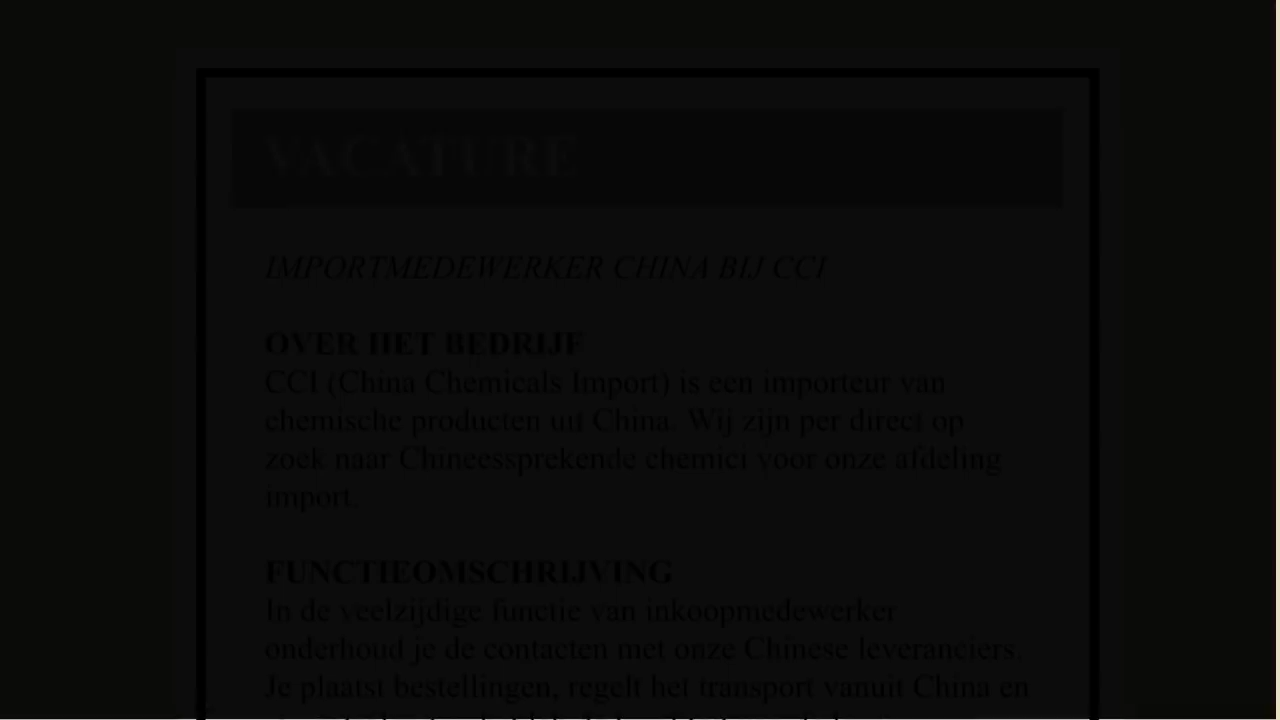 VACATURE
IMPORTMEDEWERKER CHINA BIJ CCI
OVER HET BEDRIJF
CCI (China Chemicals Import) is een importeur van
chemische producten uit China. Wij zijn per direct op
zoek naar Chineessprekende chemici voor onze afdeling
import.
FUNCTIEOMSCHRIJVING
In de veelzijdige functie van inkoopmedewerker
onderhoud je de contacten met onze Chinese leveranciers.
Je plaatst bestellingen, regelt het transport vanuit China en